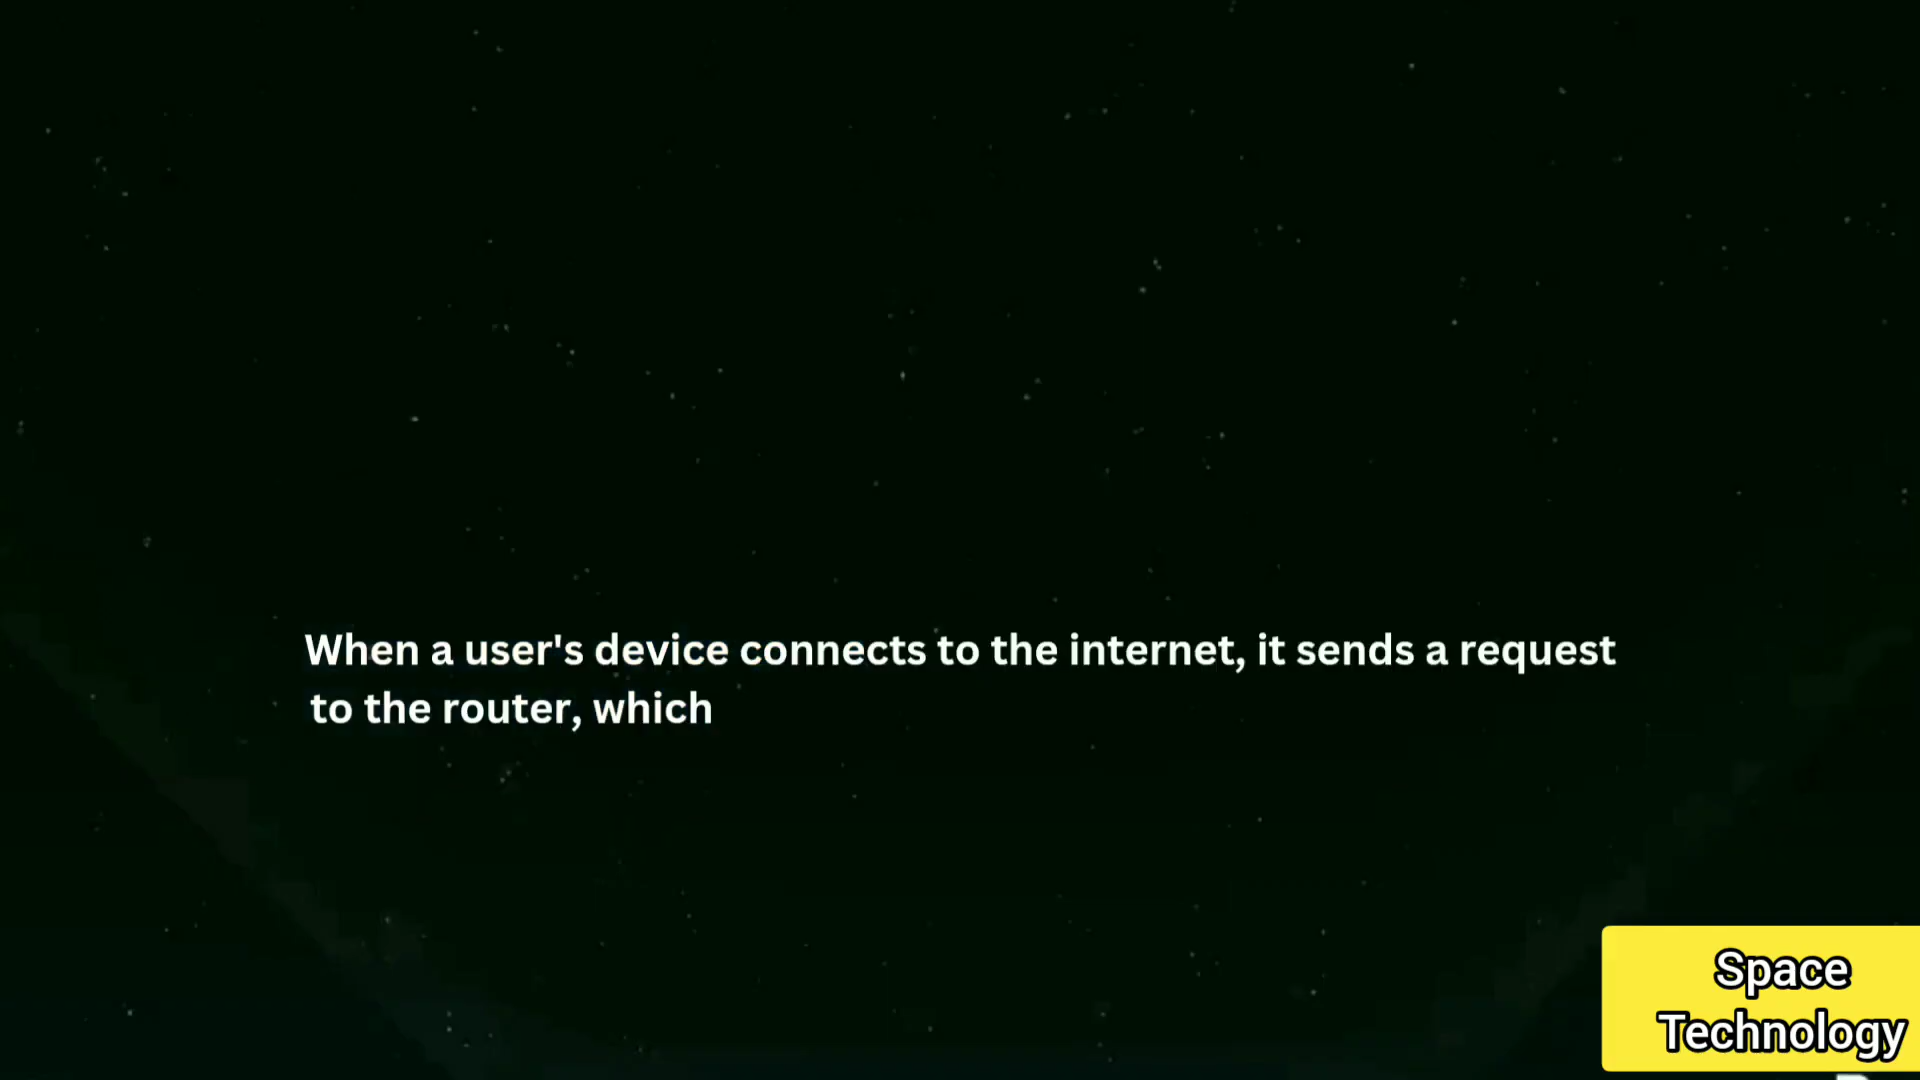 When a user's device connects to the internet, it sends a request
to the router, which
Space
Technology